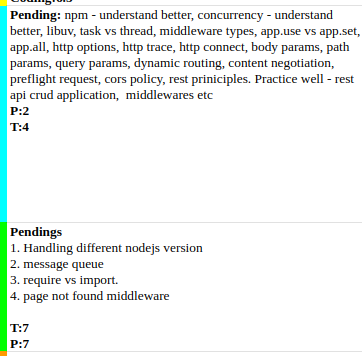 Pending: npm - understand better, concurrency - understand
better, libuv, task vs thread, middleware types, app.use vs app.set,
app.all, http options, http trace, http connect, body params, path
params, query params, dynamic routing, content negotiation,
preflight request, cors policy, rest priniciples. Practice well - rest
api crud application,  middlewares etc
P:2
T:4
Pendings
1. Handling different nodejs version
2. message queue
3. require vs import.
4. page not found middleware
T:7
P:7